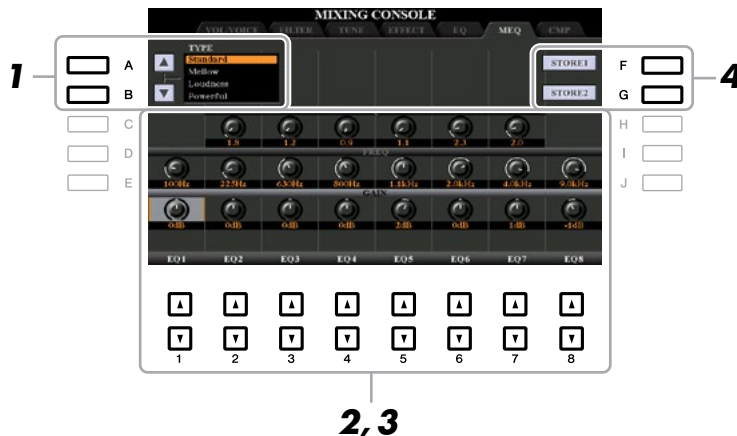 MIXING CONSOLE
VOL/VOICE FILTER TUNE EFFECT EQ MEQ CMP
TYPE
Standard
Mellow
Loudness
Powerful
STORE1
STORE2
1
4
A
B
C
D
E
F
G
H
I
J
1.8 1.2 0.9 1.1 2.3 2.0
FREQ
100Hz 225Hz 630Hz 800Hz 1.1kHz 2.0kHz 4.0kHz 9.0kHz
GAIN
0dB 0dB 0dB 0dB 2dB 0dB 1dB -4dB
EQ1 EQ2 EQ3 EQ4 EQ5 EQ6 EQ7 EQ8
1 2 3 4 5 6 7 8
2, 3